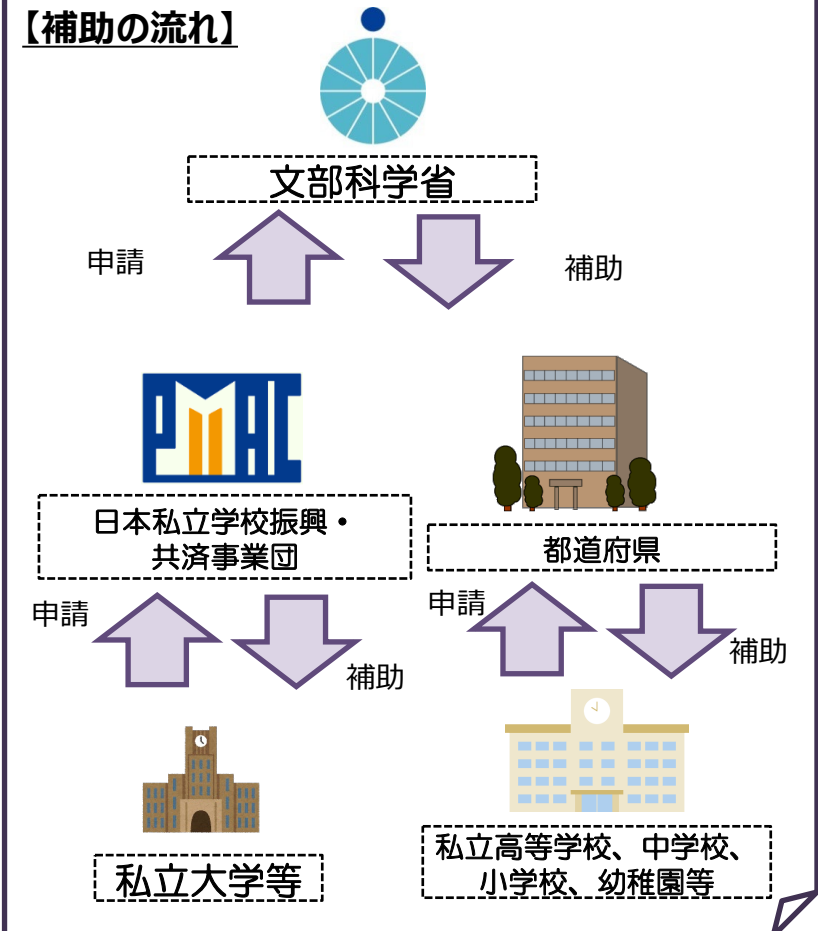 【補助の流れ】
文部科学省
申請
補助
PMAC
日本私立学校振興・
共済事業団
都道府県
申請
補助
申請
補助
私立大学等
私立高等学校、中学校、
小学校、幼稚園等